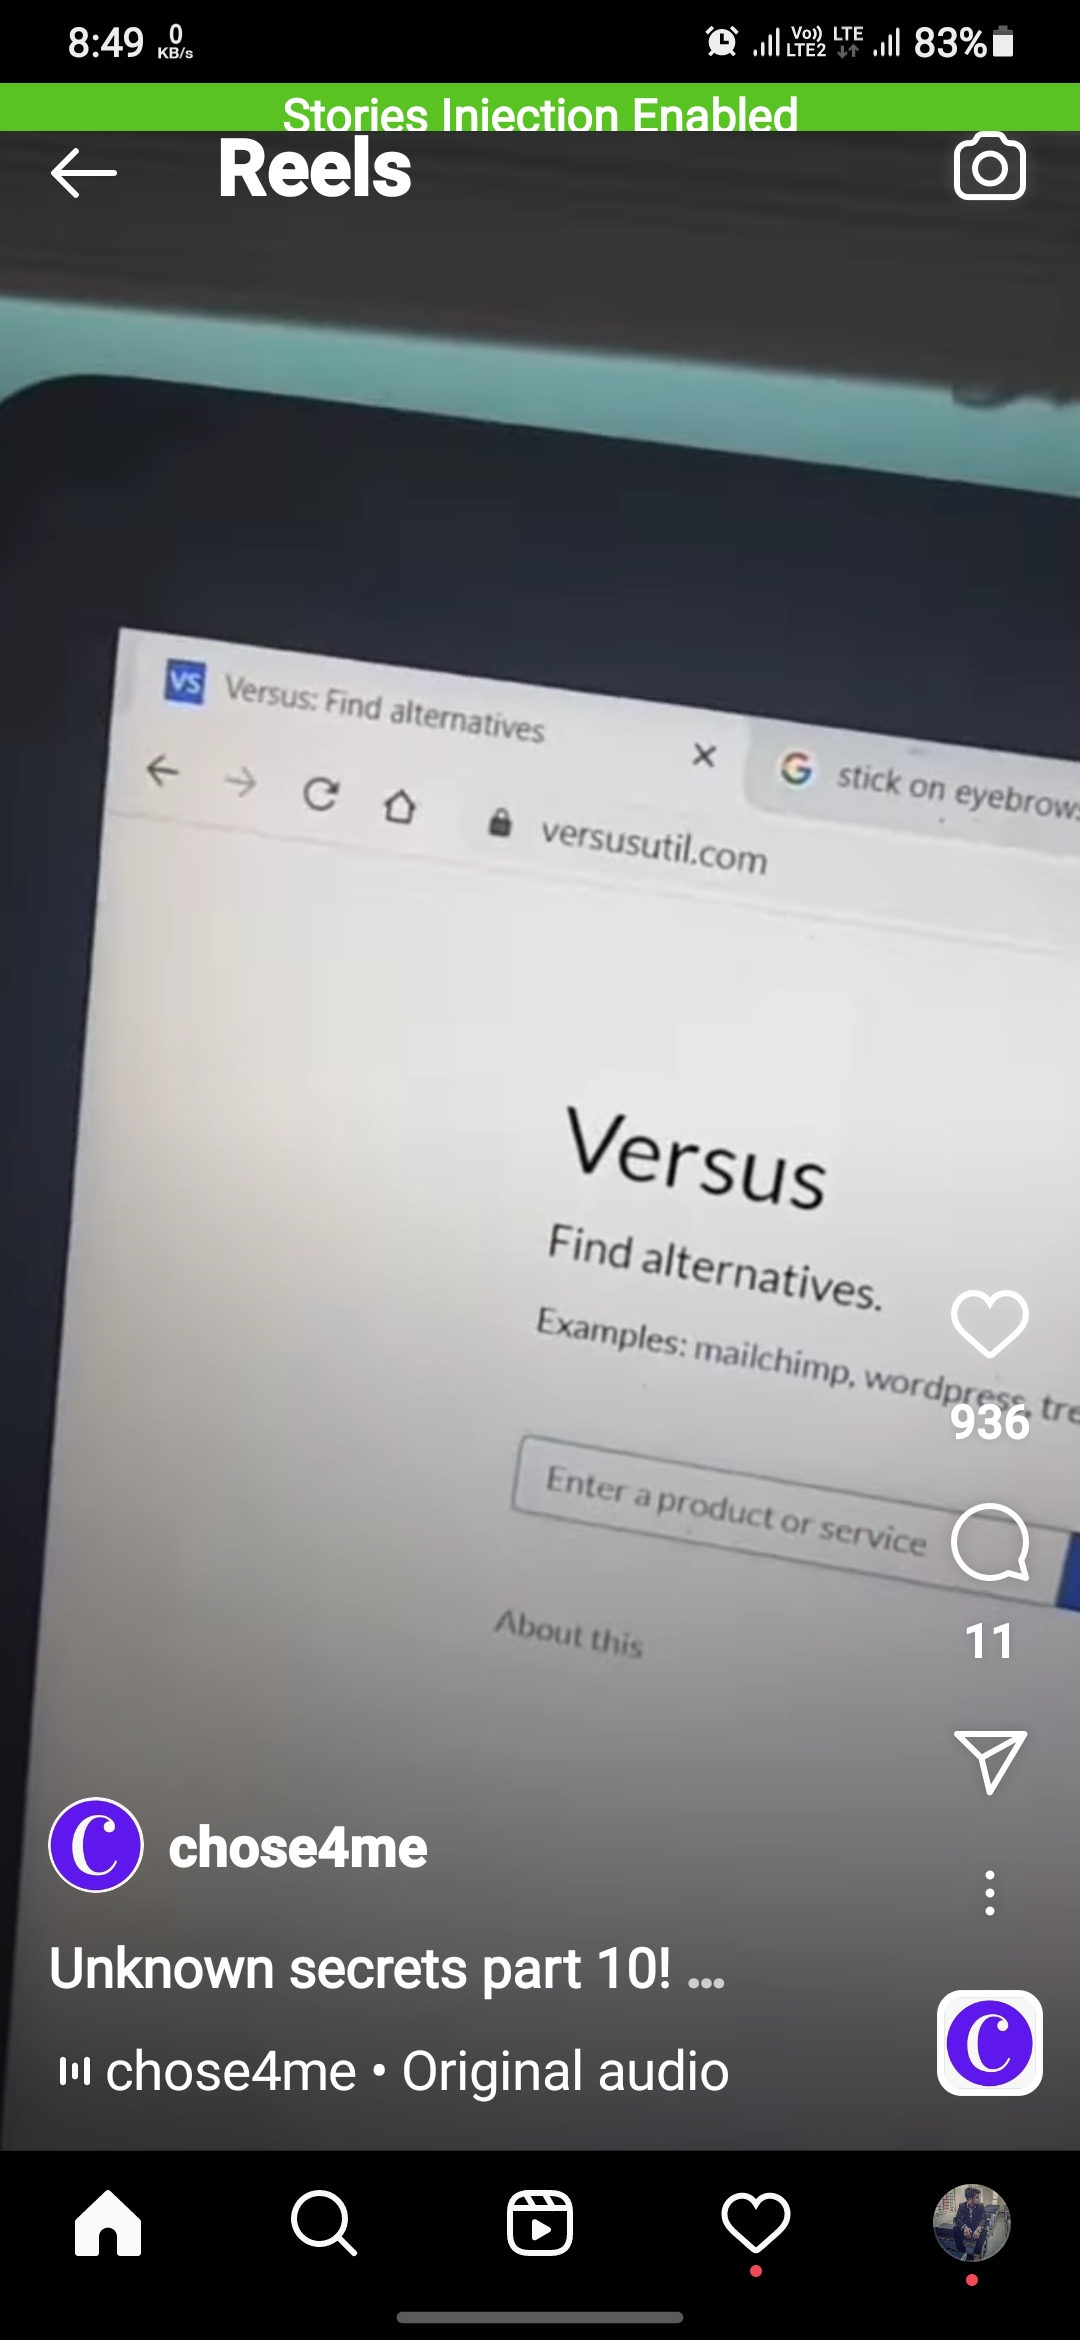 8:49 0 KB/s Vo)) LTE LTE2 83%
Stories Injection Enabled
Reels
VS Versus: Find alternatives
G stick on eyebrows
versusutil.com
Versus
Find alternatives.
Examples: mailchimp, wordpress, tre
936
Enter a product or service
11
About this
C chose4me
Unknown secrets part 10! ...
C
chose4me • Original audio